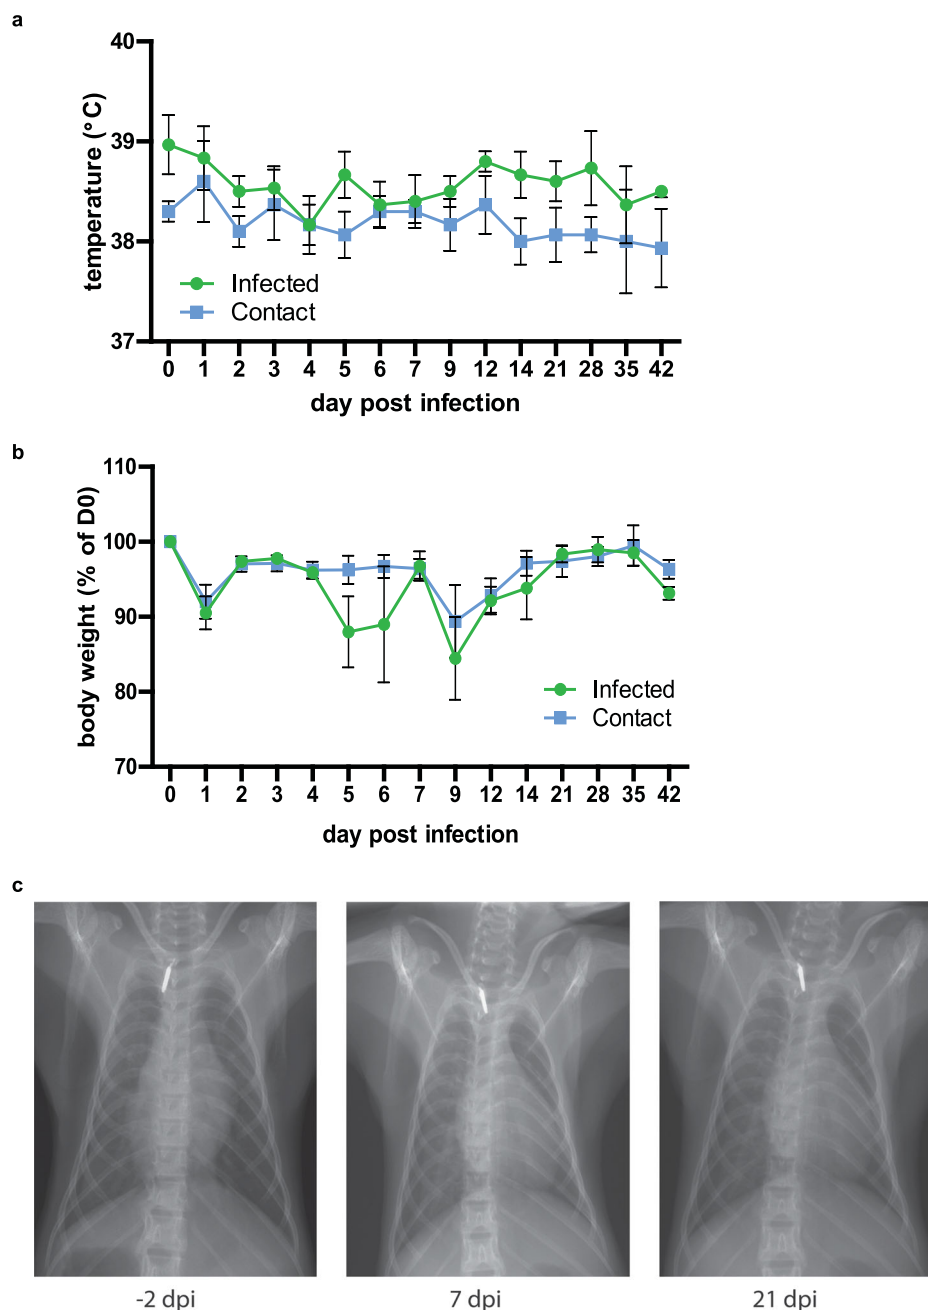 a
40
39
38
37
temperature (°C)
Infected
Contact
0 1 2 3 4 5 6 7 9 12 14 21 28 35 42
day post infection
b
110
100
90
80
70
body weight (% of D0)
Infected
Contact
0 1 2 3 4 5 6 7 9 12 14 21 28 35 42
day post infection
c
-2 dpi 7 dpi 21 dpi